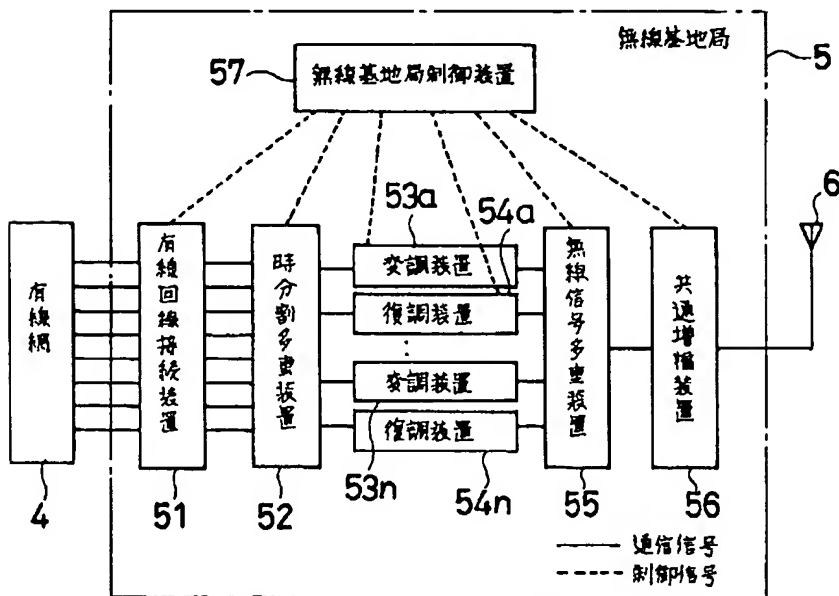 無線基地局
5
57
無線基地局制御装置
6
53a
54a
有線網
有線回線接続装置
時分割多重装置
変調装置
復調装置
⋮
変調装置
復調装置
無線信号多重装置
共通増幅装置
4
51
52
53n
54n
55
56
通信信号
制御信号